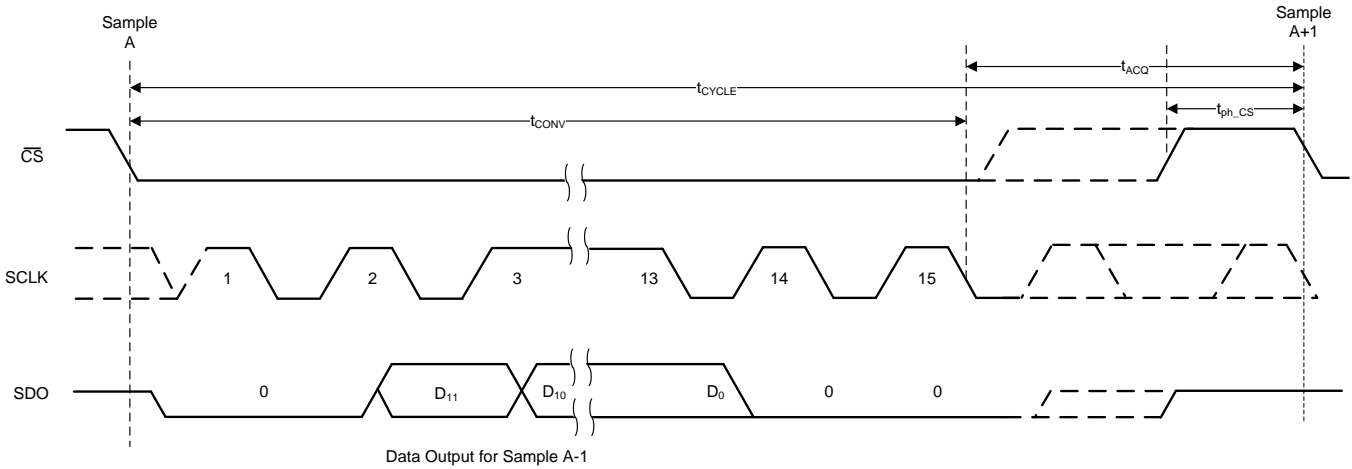 Sample
A
Sample
A+1
tACQ
tCYCLE
tCONV
tph_CS
CS
SCLK
1 2 3 13 14 15
SDO
0 D11 D10 D0 0 0
Data Output for Sample A-1